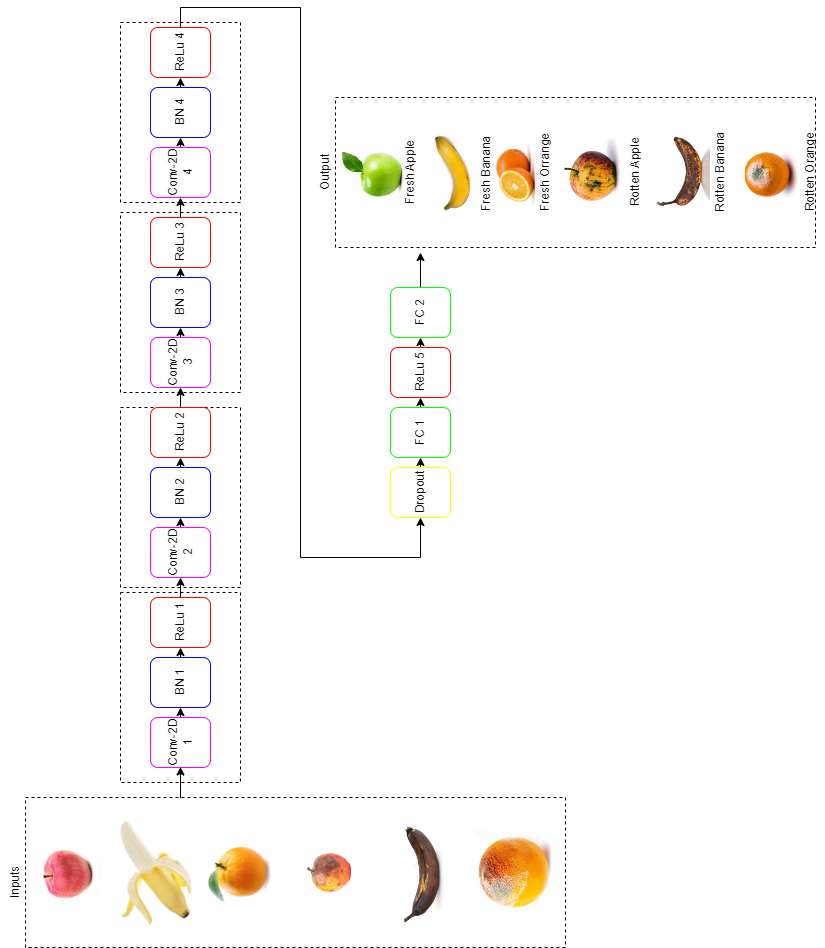 Inputs
Conv-2D
1
BN 1
ReLu 1
Conv-2D
2
BN 2
ReLu 2
Conv-2D
3
BN 3
ReLu 3
Conv-2D
4
BN 4
ReLu 4
Dropout
FC 1
ReLu 5
FC 2
Output
Fresh Apple
Fresh Banana
Fresh Orrange
Rotten Apple
Rotten Banana
Rotten Orange